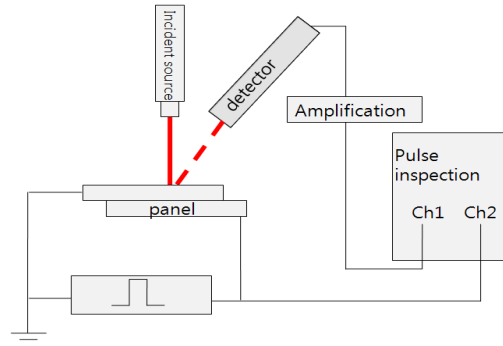 Incident source
detector
Amplification
Pulse
inspection
Ch1 Ch2
panel